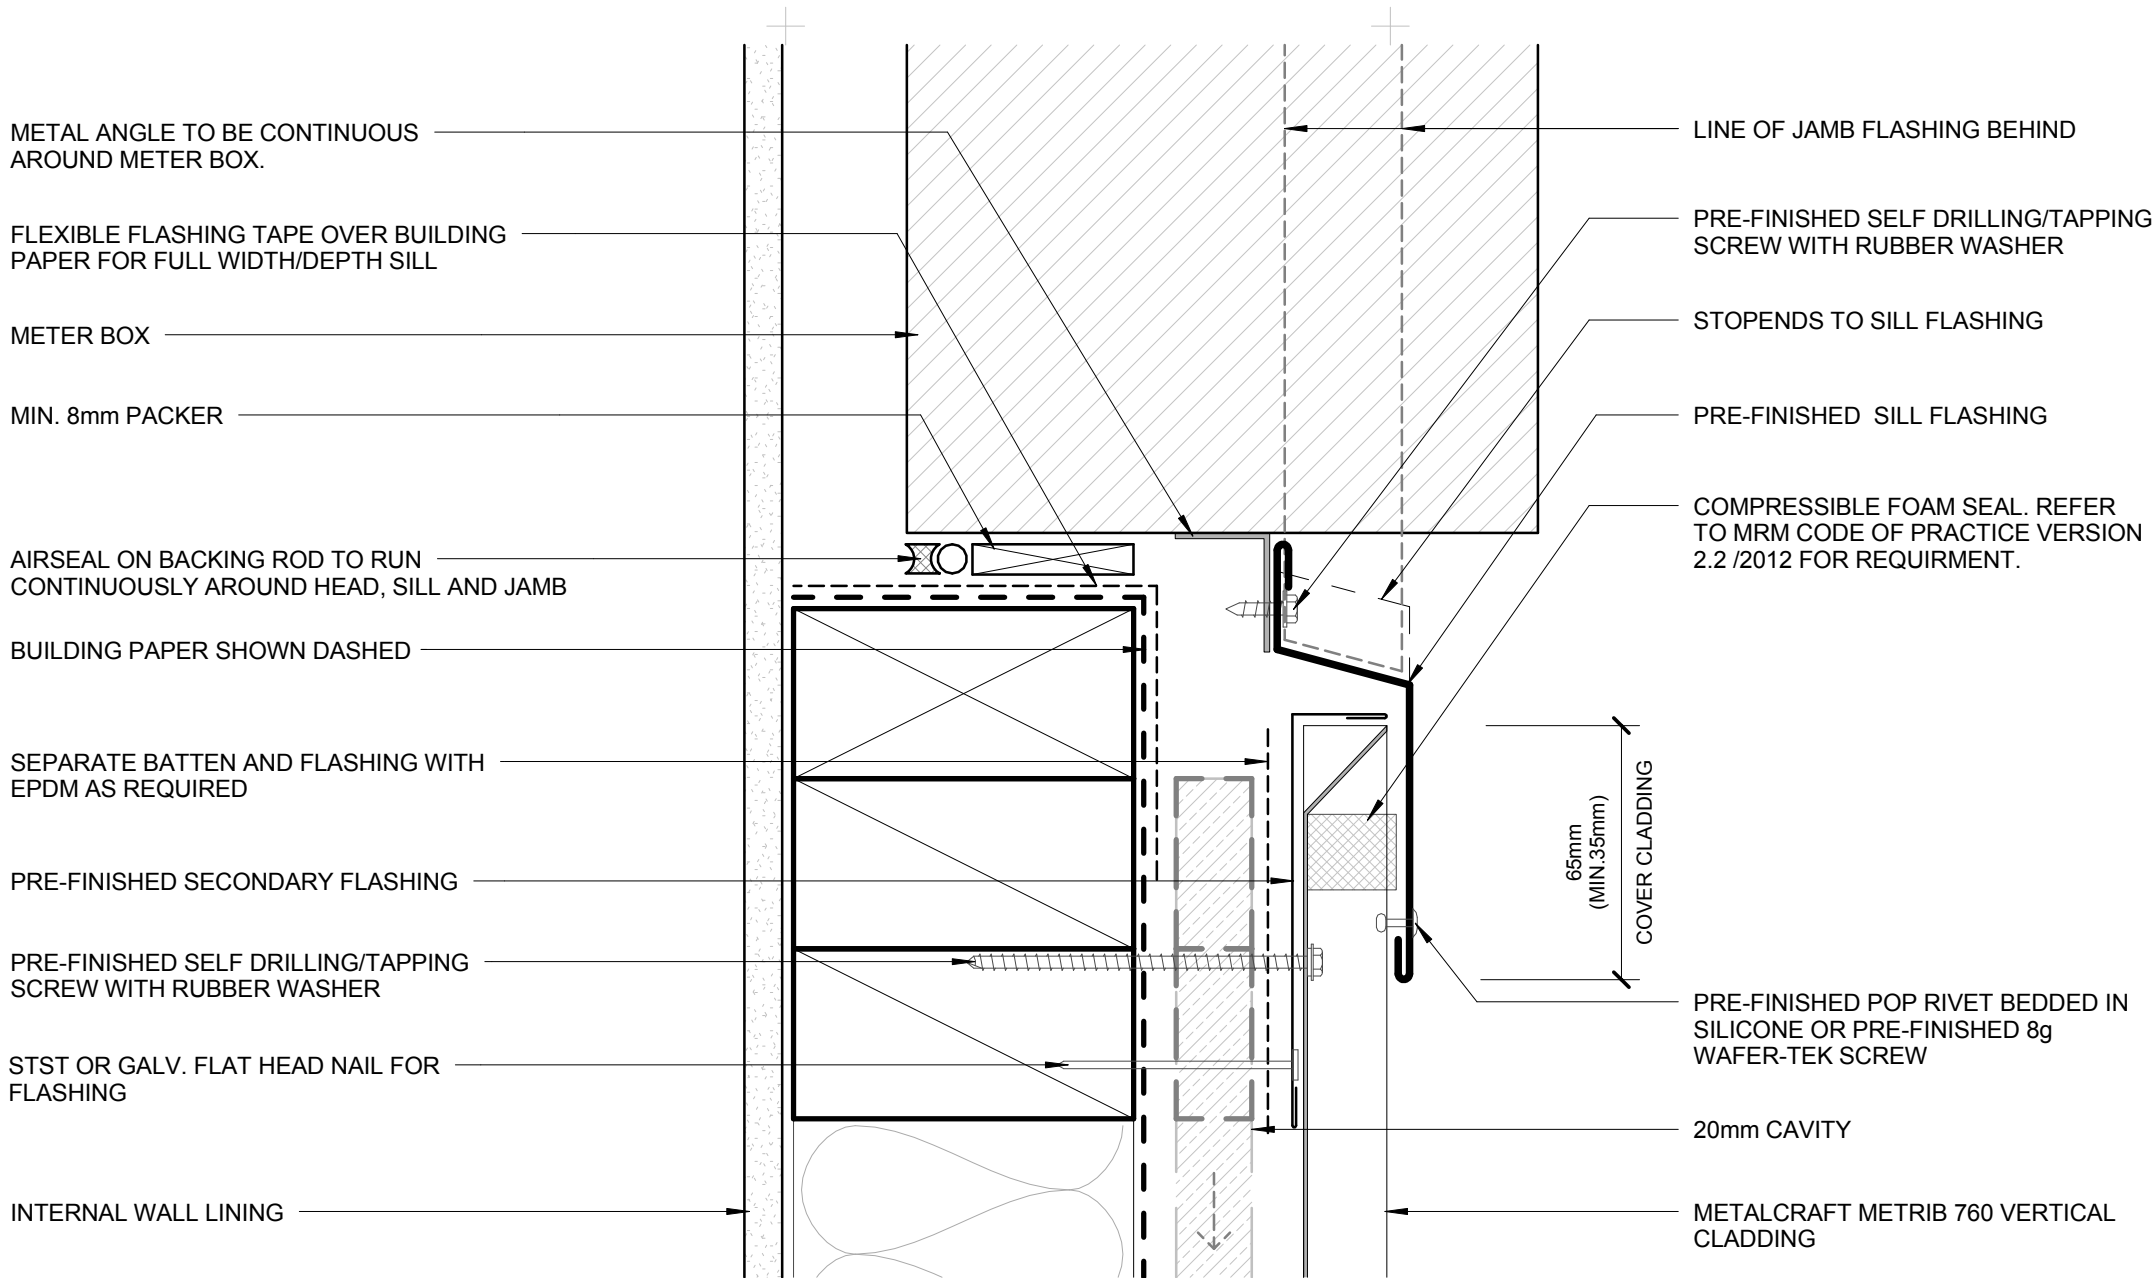 METAL ANGLE TO BE CONTINUOUS
AROUND METER BOX.
FLEXIBLE FLASHING TAPE OVER BUILDING
PAPER FOR FULL WIDTH/DEPTH SILL
METER BOX
MIN. 8mm PACKER
AIRSEAL ON BACKING ROD TO RUN
CONTINUOUSLY AROUND HEAD, SILL AND JAMB
BUILDING PAPER SHOWN DASHED
SEPARATE BATTEN AND FLASHING WITH
EPDM AS REQUIRED
PRE-FINISHED SECONDARY FLASHING
PRE-FINISHED SELF DRILLING/TAPPING
SCREW WITH RUBBER WASHER
STST OR GALV. FLAT HEAD NAIL FOR
FLASHING
INTERNAL WALL LINING
LINE OF JAMB FLASHING BEHIND
PRE-FINISHED SELF DRILLING/TAPPING
SCREW WITH RUBBER WASHER
STOPENDS TO SILL FLASHING
PRE-FINISHED SILL FLASHING
COMPRESSIBLE FOAM SEAL. REFER
TO MRM CODE OF PRACTICE VERSION
2.2 /2012 FOR REQUIRMENT.
65mm
(MIN.35mm)
COVER CLADDING
PRE-FINISHED POP RIVET BEDDED IN
SILICONE OR PRE-FINISHED 8g
WAFER-TEK SCREW
20mm CAVITY
METALCRAFT METRIB 760 VERTICAL
CLADDING